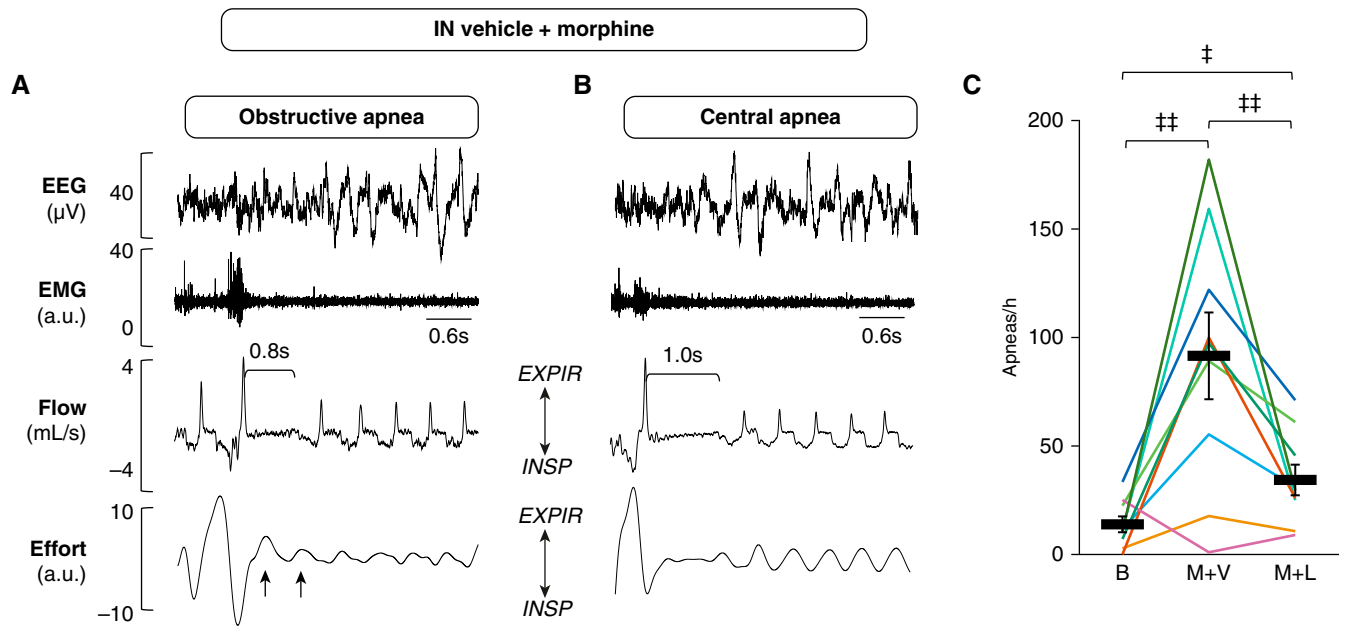 IN vehicle + morphine
A
Obstructive apnea
EEG
(µV)
40
EMG
(a.u.)
40
0
0.6s
0.8s
Flow
(mL/s)
4
−4
Effort
(a.u.)
10
−10
B
Central apnea
0.6s
1.0s
EXPIR
INSP
EXPIR
INSP
C
‡
‡‡
‡‡
Apneas/h
200
150
100
50
0
B
M+V
M+L